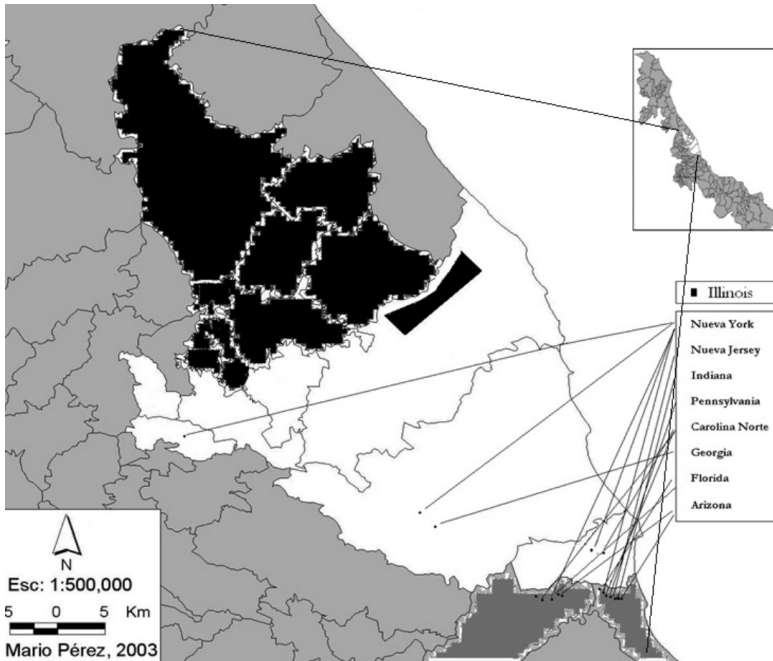 Illinois
Nueva York
Nueva Jersey
Indiana
Pennsylvania
Carolina Norte
Georgia
Florida
Arizona
N
Esc: 1:500,000
5 0 5 Km
Mario Pérez, 2003